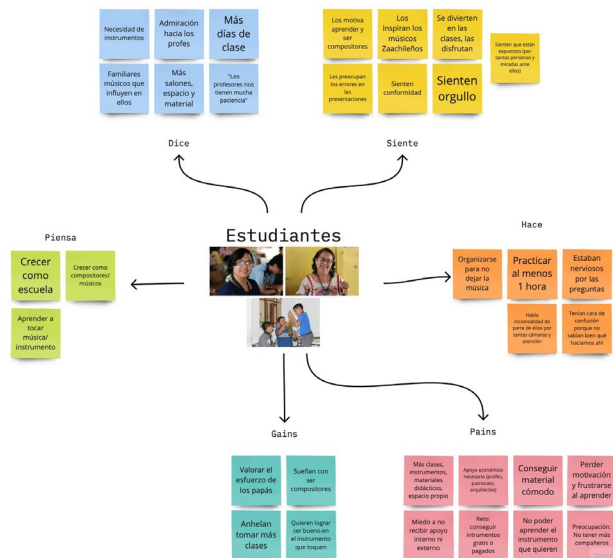 Necesidad de
instrumentos
Admiración
hacia los
profes
Más
días de
clase
Familiares
músicos que
influyen en
ellos
Más
salones,
espacio y
material
"Los
profesores nos
tienen mucha
paciencia"
Dice
Los motiva
aprender y
ser
compositores
Los
inspiran los
músicos
Zaachileños
Se divierten
en las
clases, las
disfrutan
Sienten que están
expuestos (por
tantas personas y
miradas ante
ellos)
Les preocupan
los errores en
las
presentaciones
Sienten
conformidad
Sienten
orgullo
Siente
Estudiantes
Piensa
Crecer
como
escuela
Crecer como
compositores/
músicos
Aprender a
tocar
música/
instrumento
Hace
Organizarse
para no
dejar la
música
Practicar
al menos
1 hora
Estaban
nerviosos
por las
preguntas
Había
incomodidad de
parte de ellos por
tantas cámaras y
atención
Tenían cara de
confusión
porque no
sabían bien qué
hacíamos ahí
Gains
Valorar el
esfuerzo de
los papás
Sueñan con
ser
compositores
Anhelan
tomar más
clases
Quieren lograr
ser bueno en el
instrumento
que toquen
Pains
Más clases,
instrumentos,
materiales
didácticos,
espacio propio
Apoyo económico
necesario (profes,
patronato,
arquitectos)
Conseguir
material
cómodo
Perder
motivación
y frustrarse
al aprender
Miedo a no
recibir apoyo
interno ni
externo
Reto:
conseguir
intrumentos
gratis o
pagados
No poder
aprender el
instrumento
que quieren
Preocupación:
No tener más
compañeros